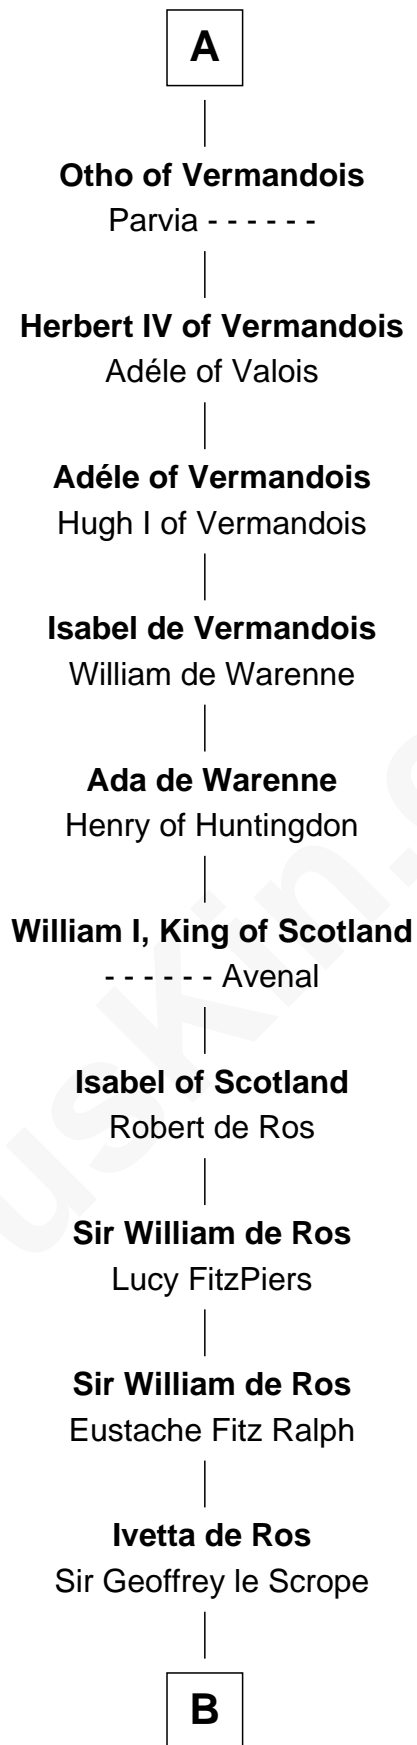 A
Otho of Vermandois
Parvia - - - - - -
Herbert IV of Vermandois
Adéle of Valois
Adéle of Vermandois
Hugh I of Vermandois
Isabel de Vermandois
William de Warenne
Ada de Warenne
Henry of Huntingdon
William I, King of Scotland
- - - - - - Avenal
Isabel of Scotland
Robert de Ros
Sir William de Ros
Lucy FitzPiers
Sir William de Ros
Eustache Fitz Ralph
Ivetta de Ros
Sir Geoffrey le Scrope
B